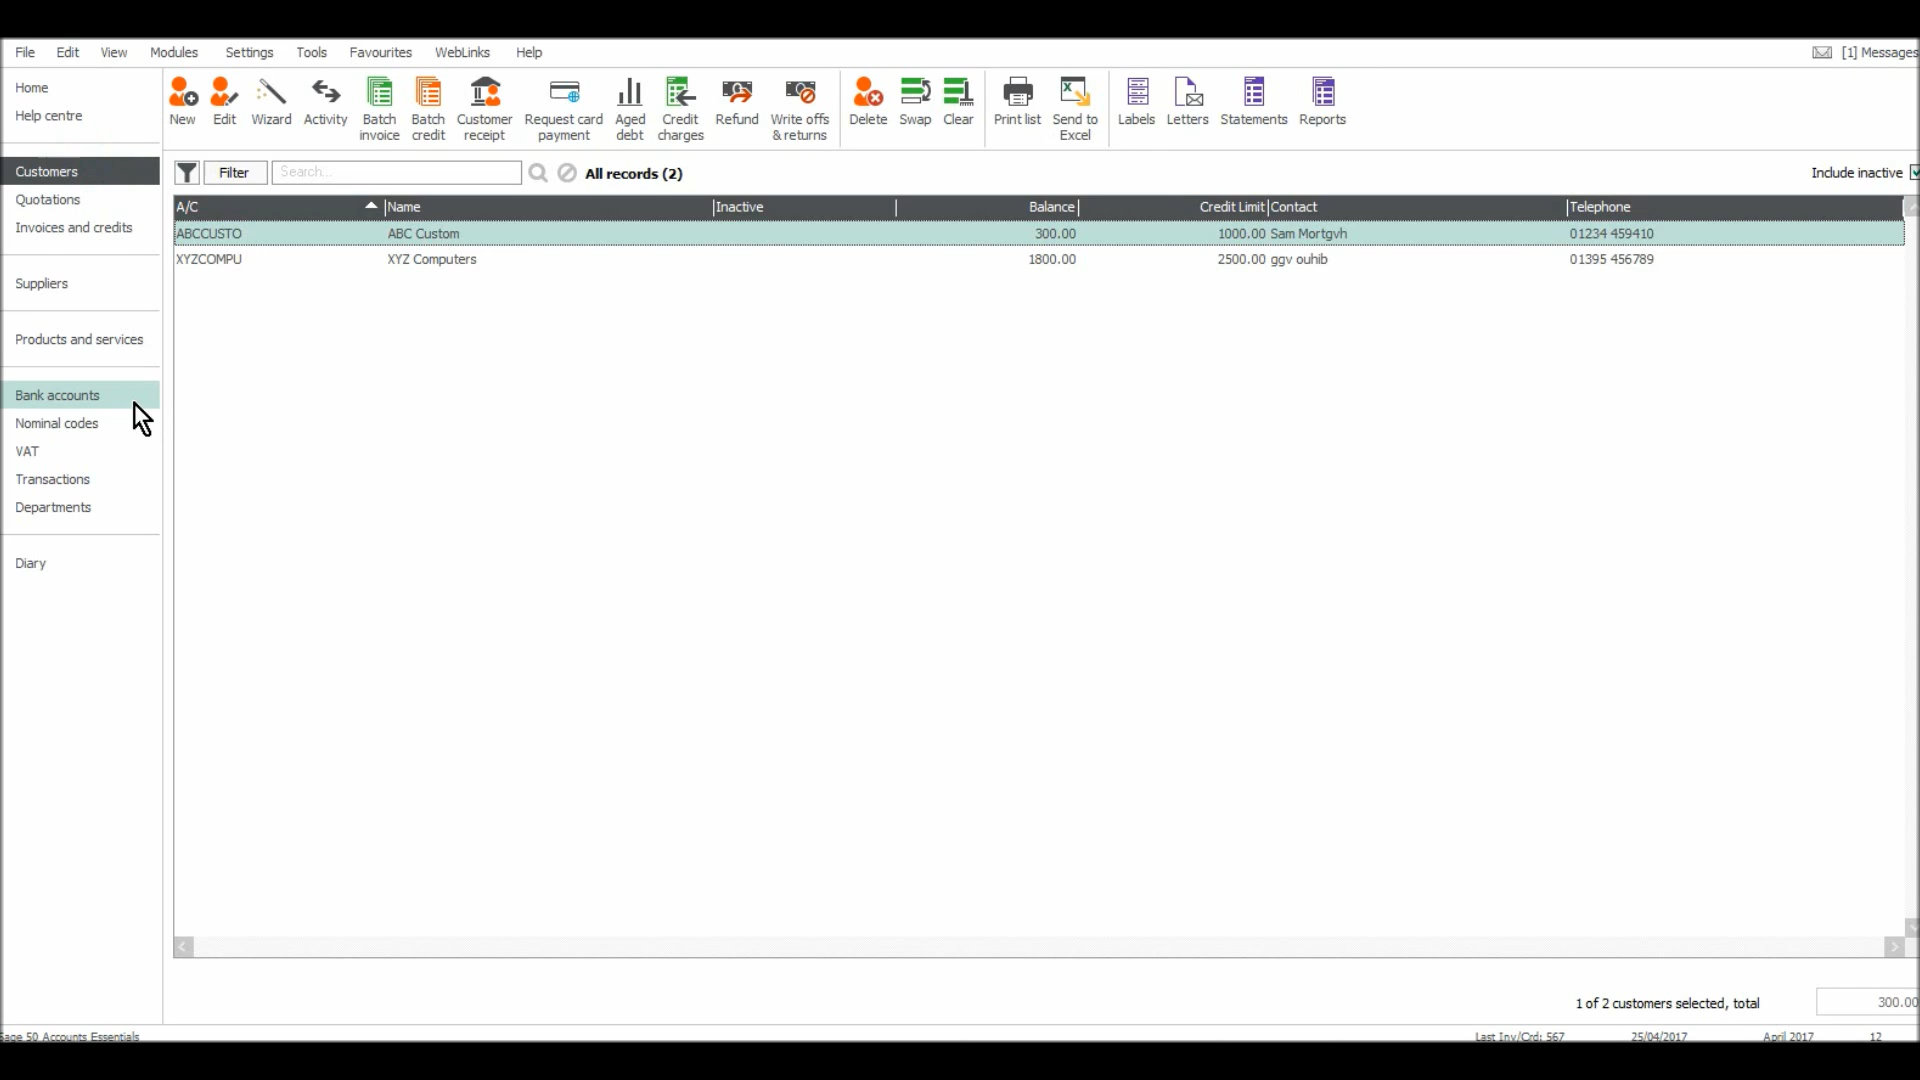 File Edit View Modules Settings Tools Favourites WebLinks Help [1] Messages
Home
Help centre
Customers
Quotations
Invoices and credits
Suppliers
Products and services
Bank accounts
Nominal codes
VAT
Transactions
Departments
Diary
New Edit Wizard Activity Batch invoice Batch credit Customer receipt Request card payment Aged debt Credit charges Refund Write offs & returns Delete Swap Clear Print list Send to Excel Labels Letters Statements Reports
Filter Search... All records (2) Include inactive
A/C Name Inactive Balance Credit Limit Contact Telephone
ABCCUSTO ABC Custom 300.00 1000.00 Sam Mortgvh 01234 459410
XYZCOMPU XYZ Computers 1800.00 2500.00 ggv ouhib 01395 456789
1 of 2 customers selected, total 300.00
Sage 50 Accounts Essentials Last Inv/Crd: 567 25/04/2017 April 2017 12